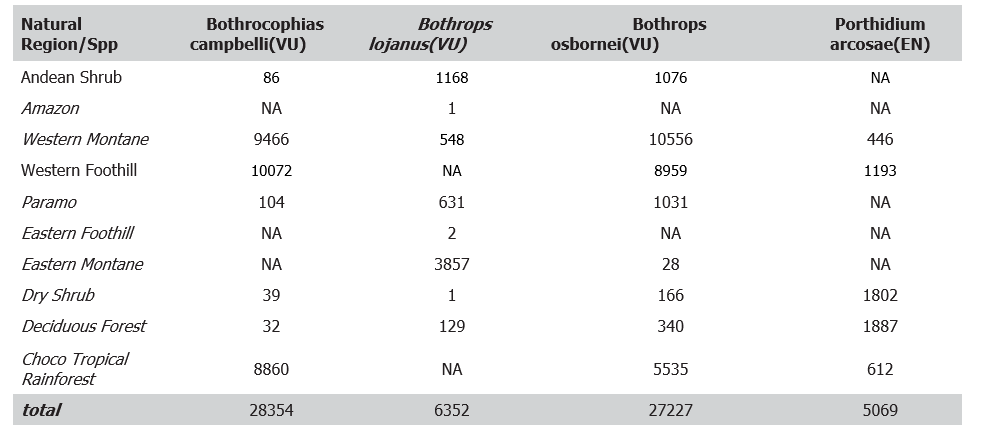 Natural Bothrocophias Bothrops Bothrops Porthidium
Region/Spp campbelli(VU) lojanus(VU) osbornei(VU) arcosae(EN)
Andean Shrub 86 1168 1076 NA
Amazon NA 1 NA NA
Western Montane 9466 548 10556 446
Western Foothill 10072 NA 8959 1193
Paramo 104 631 1031 NA
Eastern Foothill NA 2 NA NA
Eastern Montane NA 3857 28 NA
Dry Shrub 39 1 166 1802
Deciduous Forest 32 129 340 1887
Choco Tropical
Rainforest 8860 NA 5535 612
total 28354 6352 27227 5069